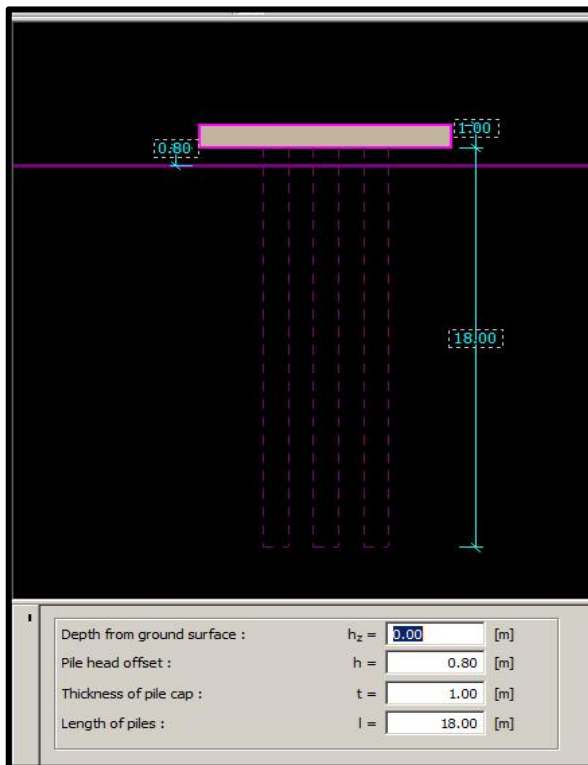 1.00
0.80
18.00
Depth from ground surface : hz = 0.00 [m]
Pile head offset : h = 0.80 [m]
Thickness of pile cap : t = 1.00 [m]
Length of piles : l = 18.00 [m]